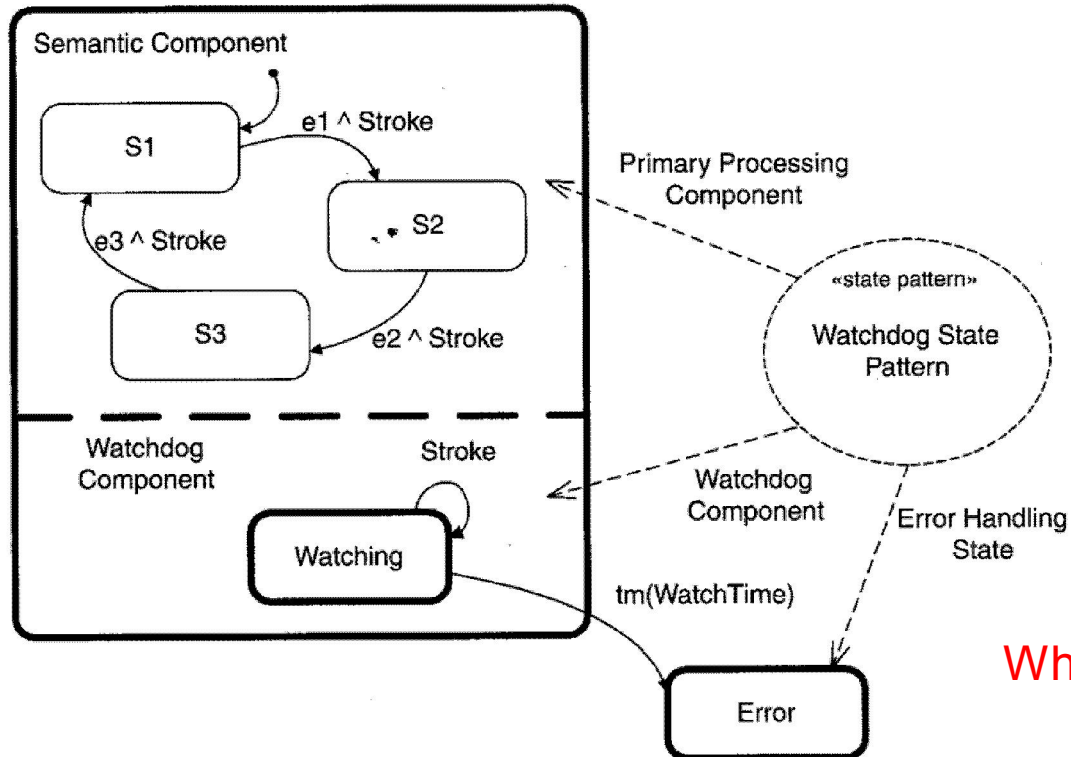 Semantic Component
S1
e1 ^ Stroke
S2
e3 ^ Stroke
S3
e2 ^ Stroke
Primary Processing
Component
«state pattern»
Watchdog State
Pattern
Watchdog
Component
Stroke
Watching
Watchdog
Component
Error Handling
State
tm(WatchTime)
Error